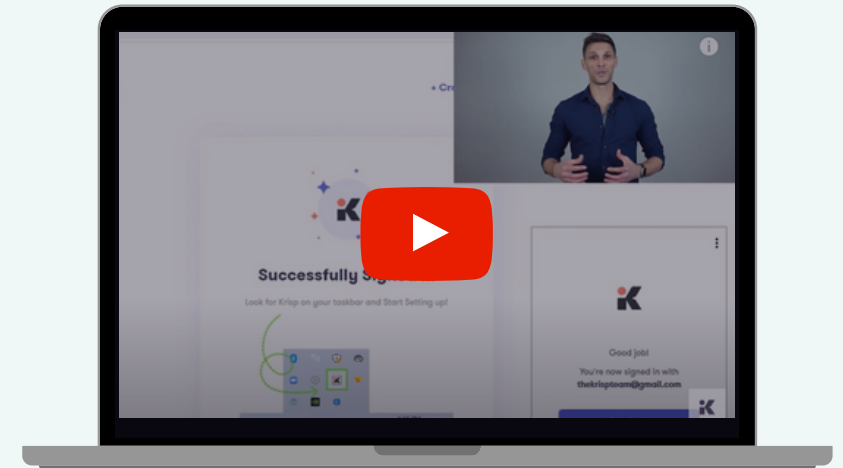 + Cr
Successfully Sig
Look for Krisp on your taskbar and Start Setting up!
Good job!
You're now signed in with
thekrispteam@gmail.com